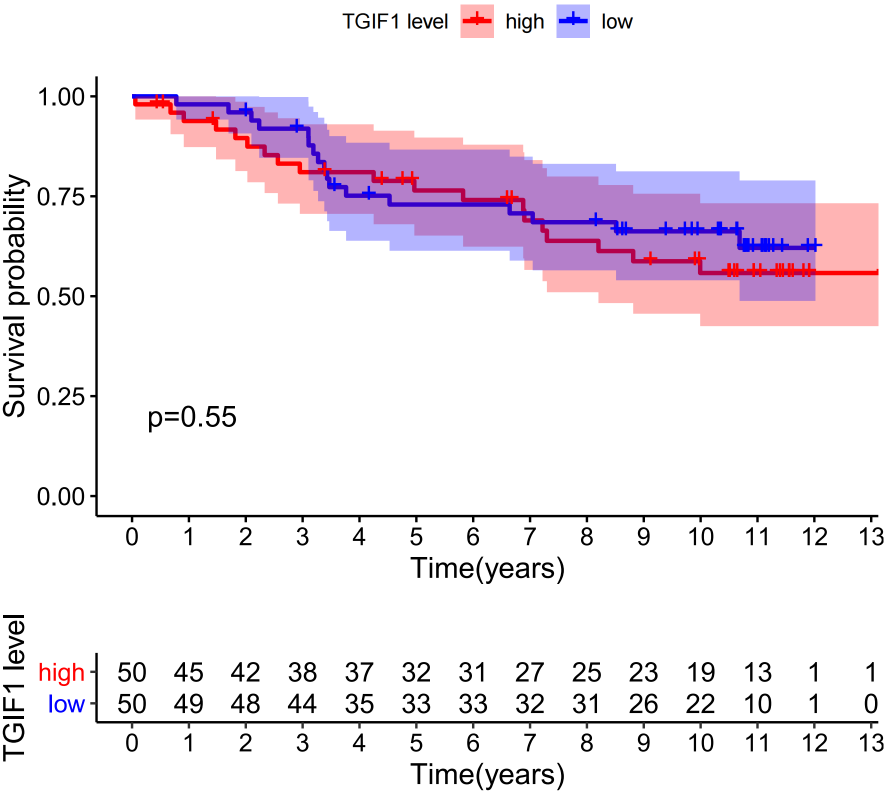 TGIF1 level high low
Survival probability
1.00
0.75
0.50
0.25
0.00
p=0.55
0 1 2 3 4 5 6 7 8 9 10 11 12 13
Time(years)
TGIF1 level
high 50 45 42 38 37 32 31 27 25 23 19 13 1 1
low 50 49 48 44 35 33 33 32 31 26 22 10 1 0
0 1 2 3 4 5 6 7 8 9 10 11 12 13
Time(years)